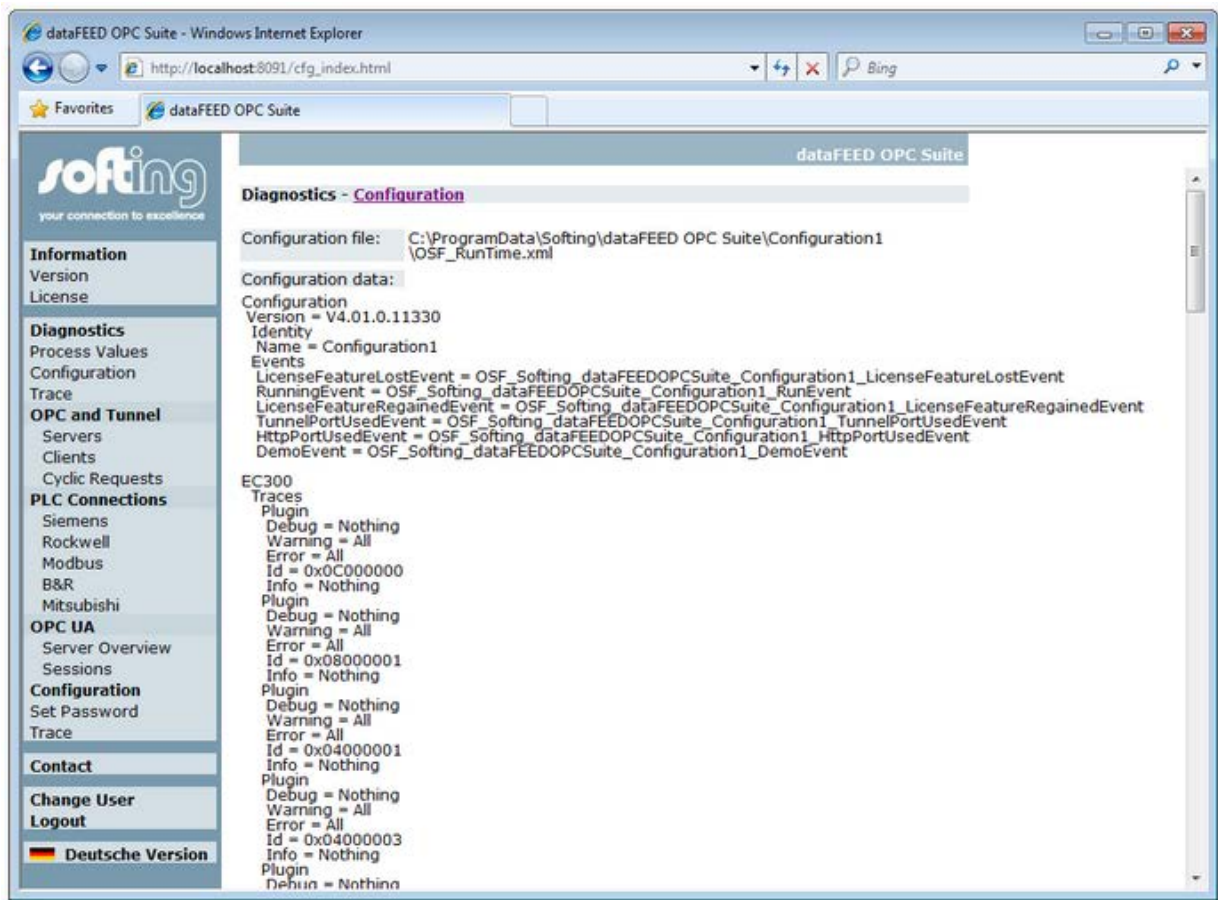 dataFEED OPC Suite - Windows Internet Explorer
http://localhost:8091/cfg_index.html
Bing
Favorites
dataFEED OPC Suite
softing
your connection to excellence
Information
Version
License
Diagnostics
Process Values
Configuration
Trace
OPC and Tunnel
Servers
Clients
Cyclic Requests
PLC Connections
Siemens
Rockwell
Modbus
B&R
Mitsubishi
OPC UA
Server Overview
Sessions
Configuration
Set Password
Trace
Contact
Change User
Logout
Deutsche Version
dataFEED OPC Suite
Diagnostics - Configuration
Configuration file: C:\ProgramData\Softing\dataFEED OPC Suite\Configuration1
\OSF_RunTime.xml
Configuration data:
Configuration
Version = V4.01.0.11330
Identity
Name = Configuration1
Events
LicenseFeatureLostEvent = OSF_Softing_dataFEEDOPCSuite_Configuration1_LicenseFeatureLostEvent
RunningEvent = OSF_Softing_dataFEEDOPCSuite_Configuration1_RunEvent
LicenseFeatureRegainedEvent = OSF_Softing_dataFEEDOPCSuite_Configuration1_LicenseFeatureRegainedEvent
TunnelPortUsedEvent = OSF_Softing_dataFEEDOPCSuite_Configuration1_TunnelPortUsedEvent
HttpPortUsedEvent = OSF_Softing_dataFEEDOPCSuite_Configuration1_HttpPortUsedEvent
DemoEvent = OSF_Softing_dataFEEDOPCSuite_Configuration1_DemoEvent
EC300
Traces
Plugin
Debug = Nothing
Warning = All
Error = All
Id = 0x0C000000
Info = Nothing
Plugin
Debug = Nothing
Warning = All
Error = All
Id = 0x08000001
Info = Nothing
Plugin
Debug = Nothing
Warning = All
Error = All
Id = 0x04000001
Info = Nothing
Plugin
Debug = Nothing
Warning = All
Error = All
Id = 0x04000003
Info = Nothing
Plugin
Debug = Nothing